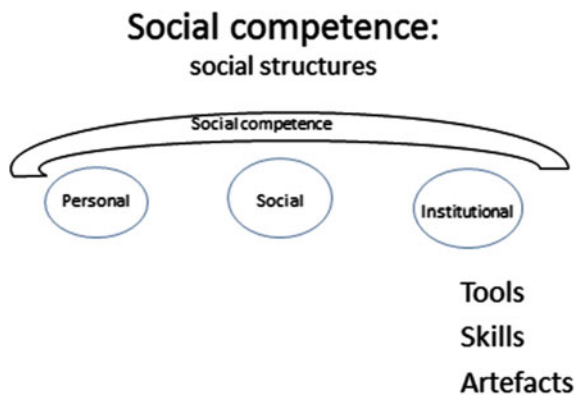 Social competence:
social structures
Social competence
Personal
Social
Institutional
Tools
Skills
Artefacts